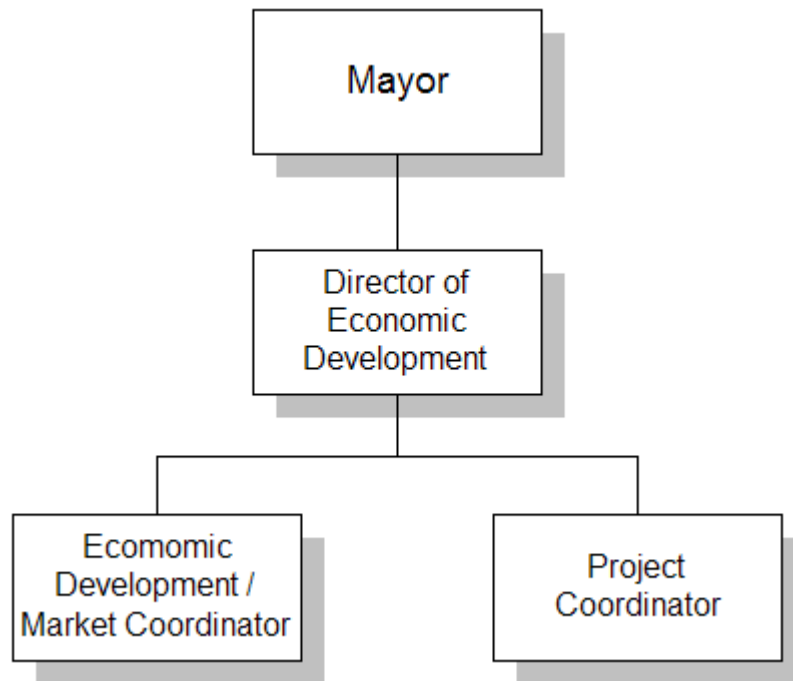 Mayor
Director of
Economic
Development
Ecomomic
Development /
Market Coordinator
Project
Coordinator